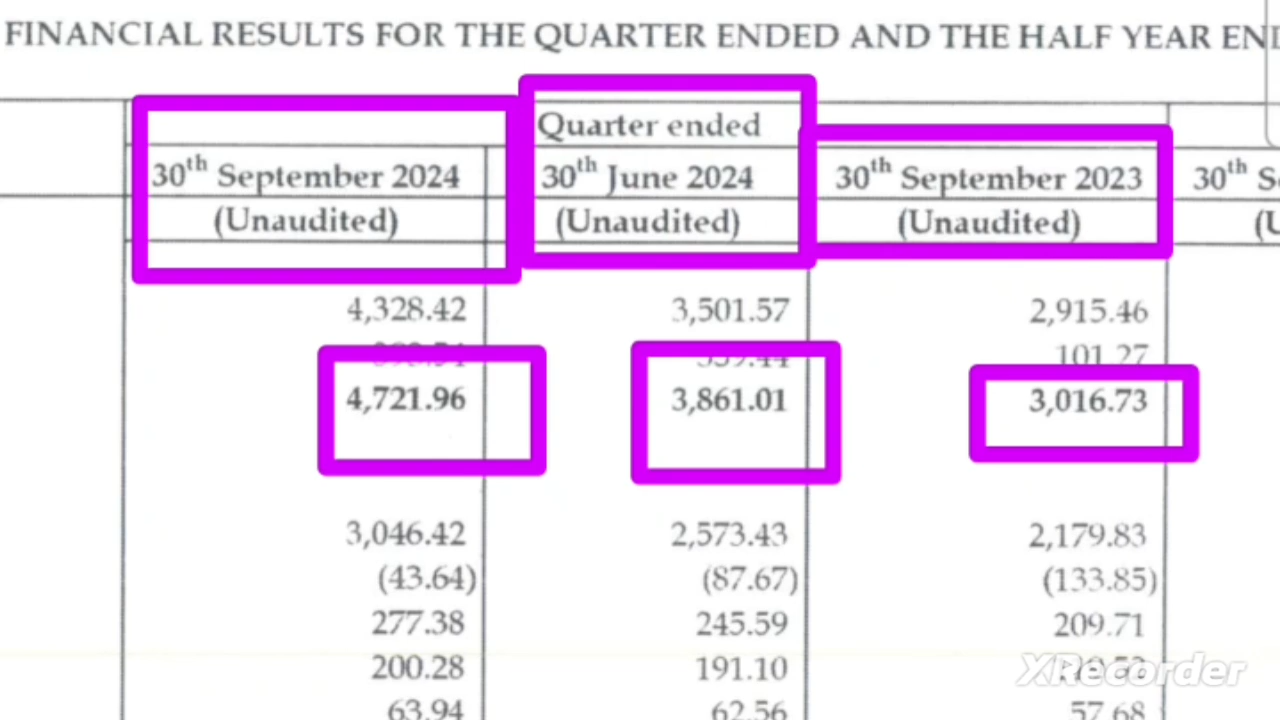 FINANCIAL RESULTS FOR THE QUARTER ENDED AND THE HALF YEAR
Quarter ended
30th September 2024 30th June 2024 30th September 2023 30th
(Unaudited) (Unaudited) (Unaudited)
4,328.42 3,501.57 2,915.46
101.27
4,721.96 3,861.01 3,016.73
3,046.42 2,573.43 2,179.83
(43.64) (87.67) (133.85)
277.38 245.59 209.71
200.28 191.10
63.94 62.56 57.68
XRecorder